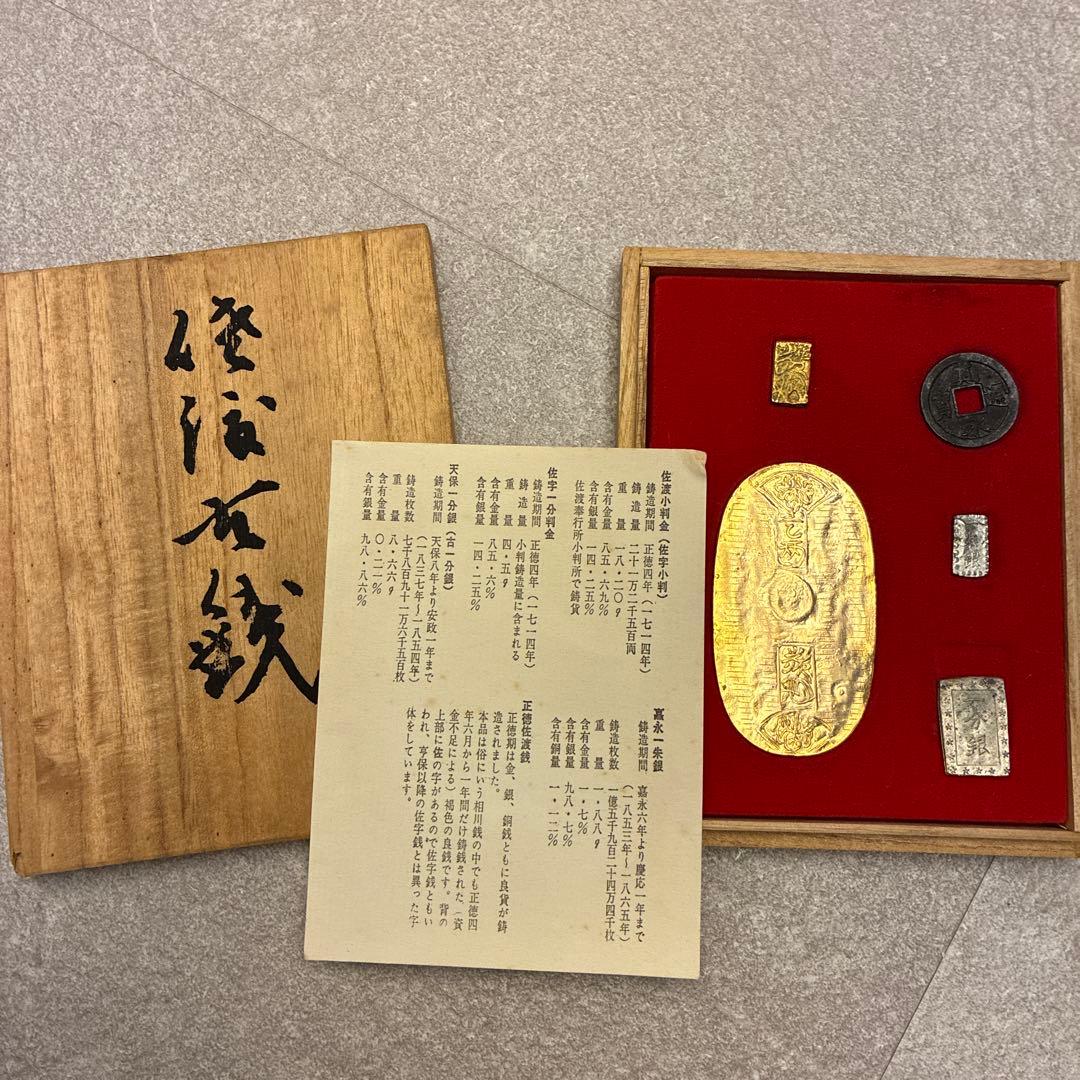 佐渡古銭
佐渡小判金(佐字小判)
鋳造期間 正徳四年(一七一四年)
鋳造量 二十一万二千五百両
重量 一八・二〇g
含有金量 八五・六九%
含有銀量 一四・二五%
佐渡奉行所小判所で鋳貨
佐字一分判金
鋳造期間 正徳四年(一七一四年)
鋳造量 小判鋳造量に含まれる
重量 四・五g
含有金量 八五・六%
含有銀量 一四・二五%
天保一分銀(古一分銀)
鋳造期間 天保八年より安政一年まで
(一八三七年~一八五四年)
鋳造枚数 七千八百九十一万六千五百枚
重量 八・六六g
含有金量 〇・二一%
含有銀量 九八・八六%
嘉永一朱銀
鋳造期間 嘉永六年より慶応一年まで
(一八五三年~一八六五年)
鋳造枚数 一億五千九百二十四万四千枚
重量 一・八八g
含有金量 一・七%
含有銀量 九八・七%
含有銅量 一・一二%
正徳佐渡銭
正徳期は金、銀、銅銭ともに良貨が鋳
造されました。
本品は俗にいう相川銭の中でも正徳四
年六月から一年間だけ鋳銭された(資
金不足による)褐色の良銭です。背の
上部に佐の字があるので佐字銭ともい
われ、享保以降の佐字銭とは異った字
体をしています。
一分銀